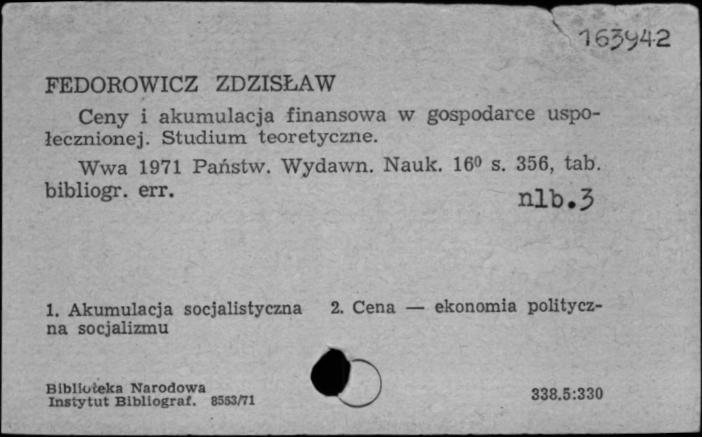 163942
FEDOROWICZ ZDZISŁAW
Ceny i akumulacja finansowa w gospodarce uspo-
łecznionej. Studium teoretyczne.
Wwa 1971 Państw. Wydawn. Nauk. 16⁰ s. 356, tab.
bibliogr. err.
nlb.3
1. Akumulacja socjalistyczna 2. Cena — ekonomia politycz-
na socjalizmu
Biblioteka Narodowa
Instytut Bibliograf. 8553/71
338.5:330